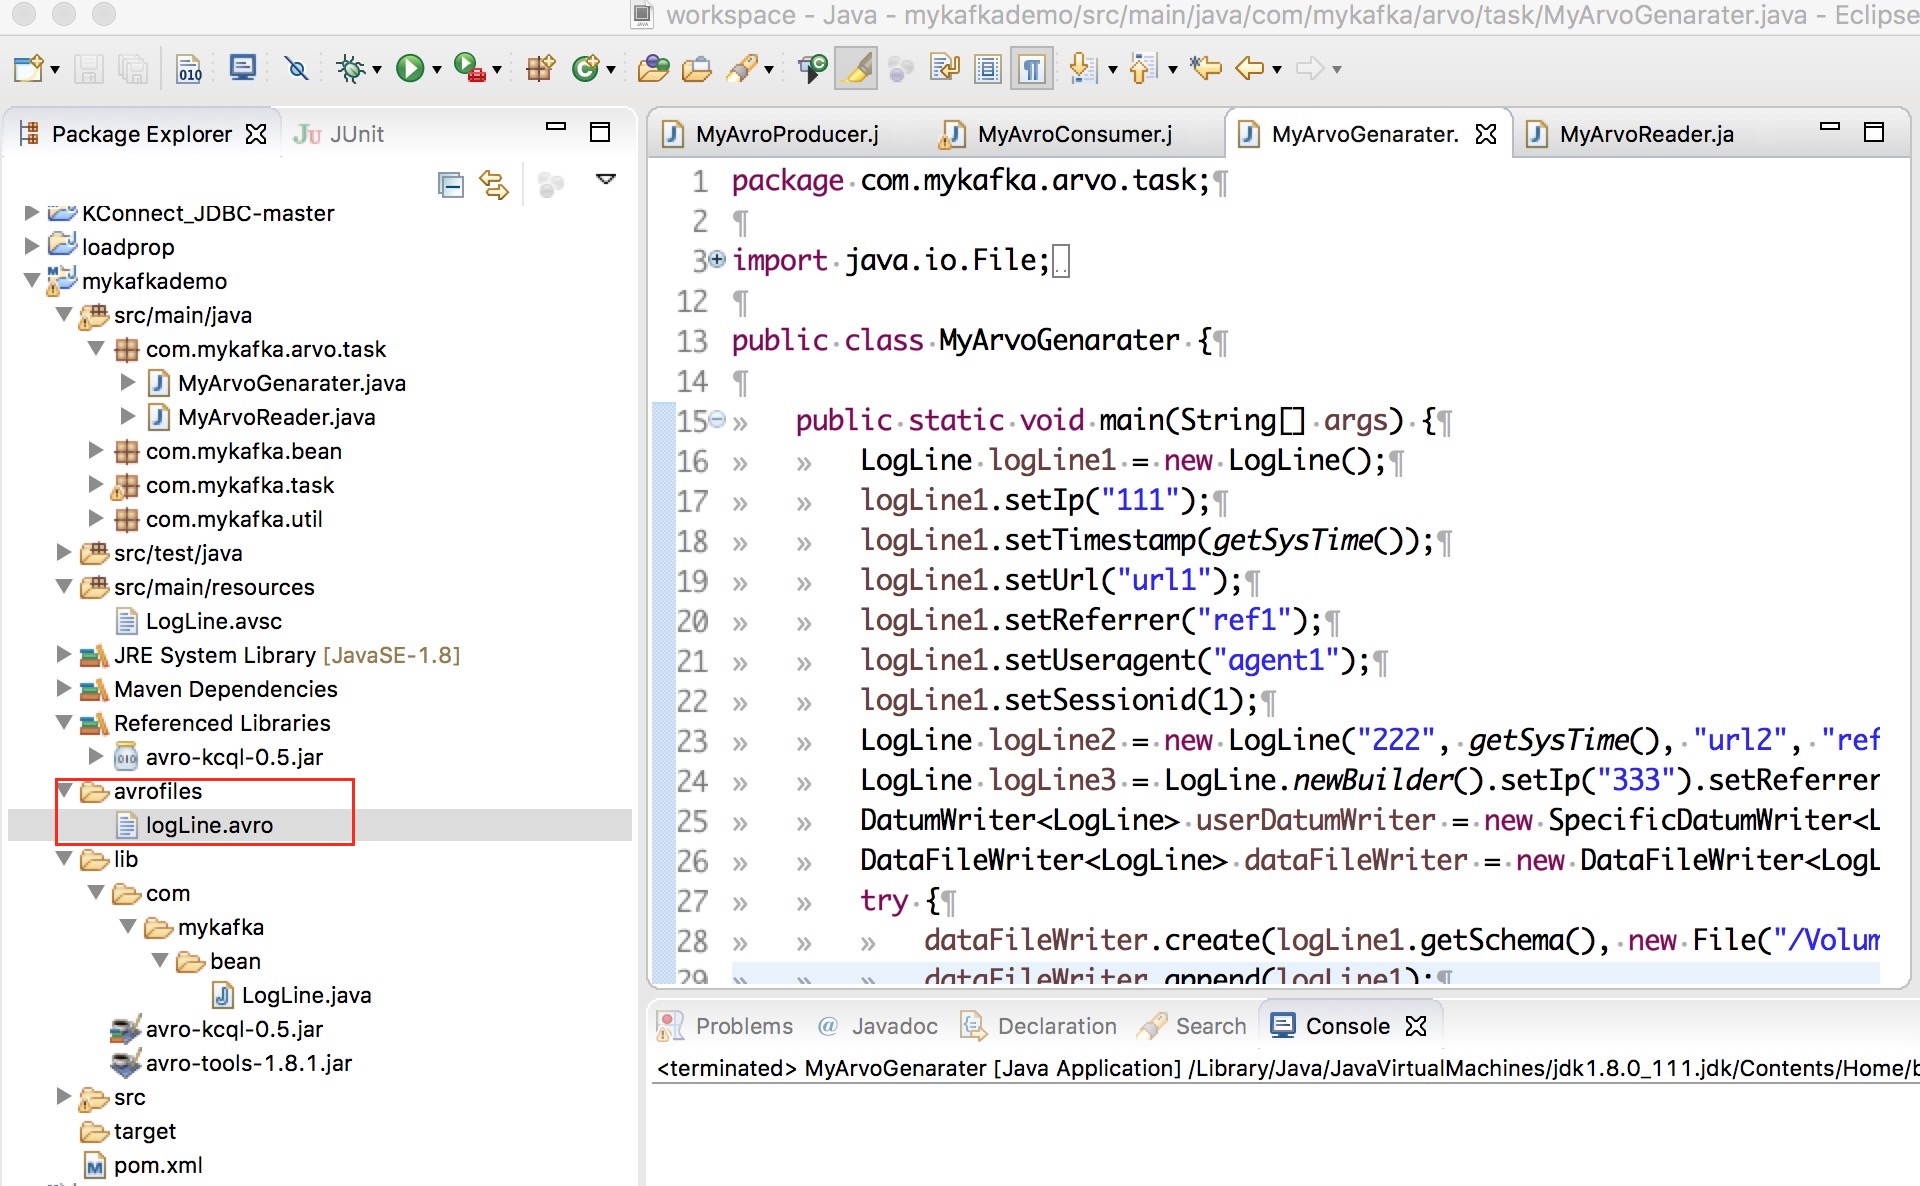 workspace - Java - mykafkademo/src/main/java/com/mykafka/arvo/task/MyArvoGenarater.java - Eclipse
Package Explorer
JUnit
KConnect_JDBC-master
loadprop
mykafkademo
src/main/java
com.mykafka.arvo.task
MyArvoGenarater.java
MyArvoReader.java
com.mykafka.bean
com.mykafka.task
com.mykafka.util
src/test/java
src/main/resources
LogLine.avsc
JRE System Library [JavaSE-1.8]
Maven Dependencies
Referenced Libraries
avro-kcql-0.5.jar
avrofiles
logLine.avro
lib
com
mykafka
bean
LogLine.java
avro-kcql-0.5.jar
avro-tools-1.8.1.jar
src
target
pom.xml
MyAvroProducer.j
MyAvroConsumer.j
MyArvoGenarater.
MyArvoReader.ja
1 package·com.mykafka.arvo.task;¶
2 ¶
3 import·java.io.File;
12 ¶
13 public·class·MyArvoGenarater·{¶
14 ¶
15 » public·static·void·main(String[]·args)·{¶
16 » » LogLine·logLine1·=·new·LogLine();¶
17 » » logLine1.setIp("111");¶
18 » » logLine1.setTimestamp(getSysTime());¶
19 » » logLine1.setUrl("url1");¶
20 » » logLine1.setReferrer("ref1");¶
21 » » logLine1.setUseragent("agent1");¶
22 » » logLine1.setSessionid(1);¶
23 » » LogLine·logLine2·=·new·LogLine("222",·getSysTime(),·"url2",·"ref
24 » » LogLine·logLine3·=·LogLine.newBuilder().setIp("333").setReferrer
25 » » DatumWriter<LogLine>·userDatumWriter·=·new·SpecificDatumWriter<L
26 » » DataFileWriter<LogLine>·dataFileWriter·=·new·DataFileWriter<LogL
27 » » try·{¶
28 » » » dataFileWriter.create(logLine1.getSchema(),·new·File("/Volum
29 » » » dataFileWriter.append(logLine1);¶
Problems
Javadoc
Declaration
Search
Console
<terminated> MyArvoGenarater [Java Application] /Library/Java/JavaVirtualMachines/jdk1.8.0_111.jdk/Contents/Home/b